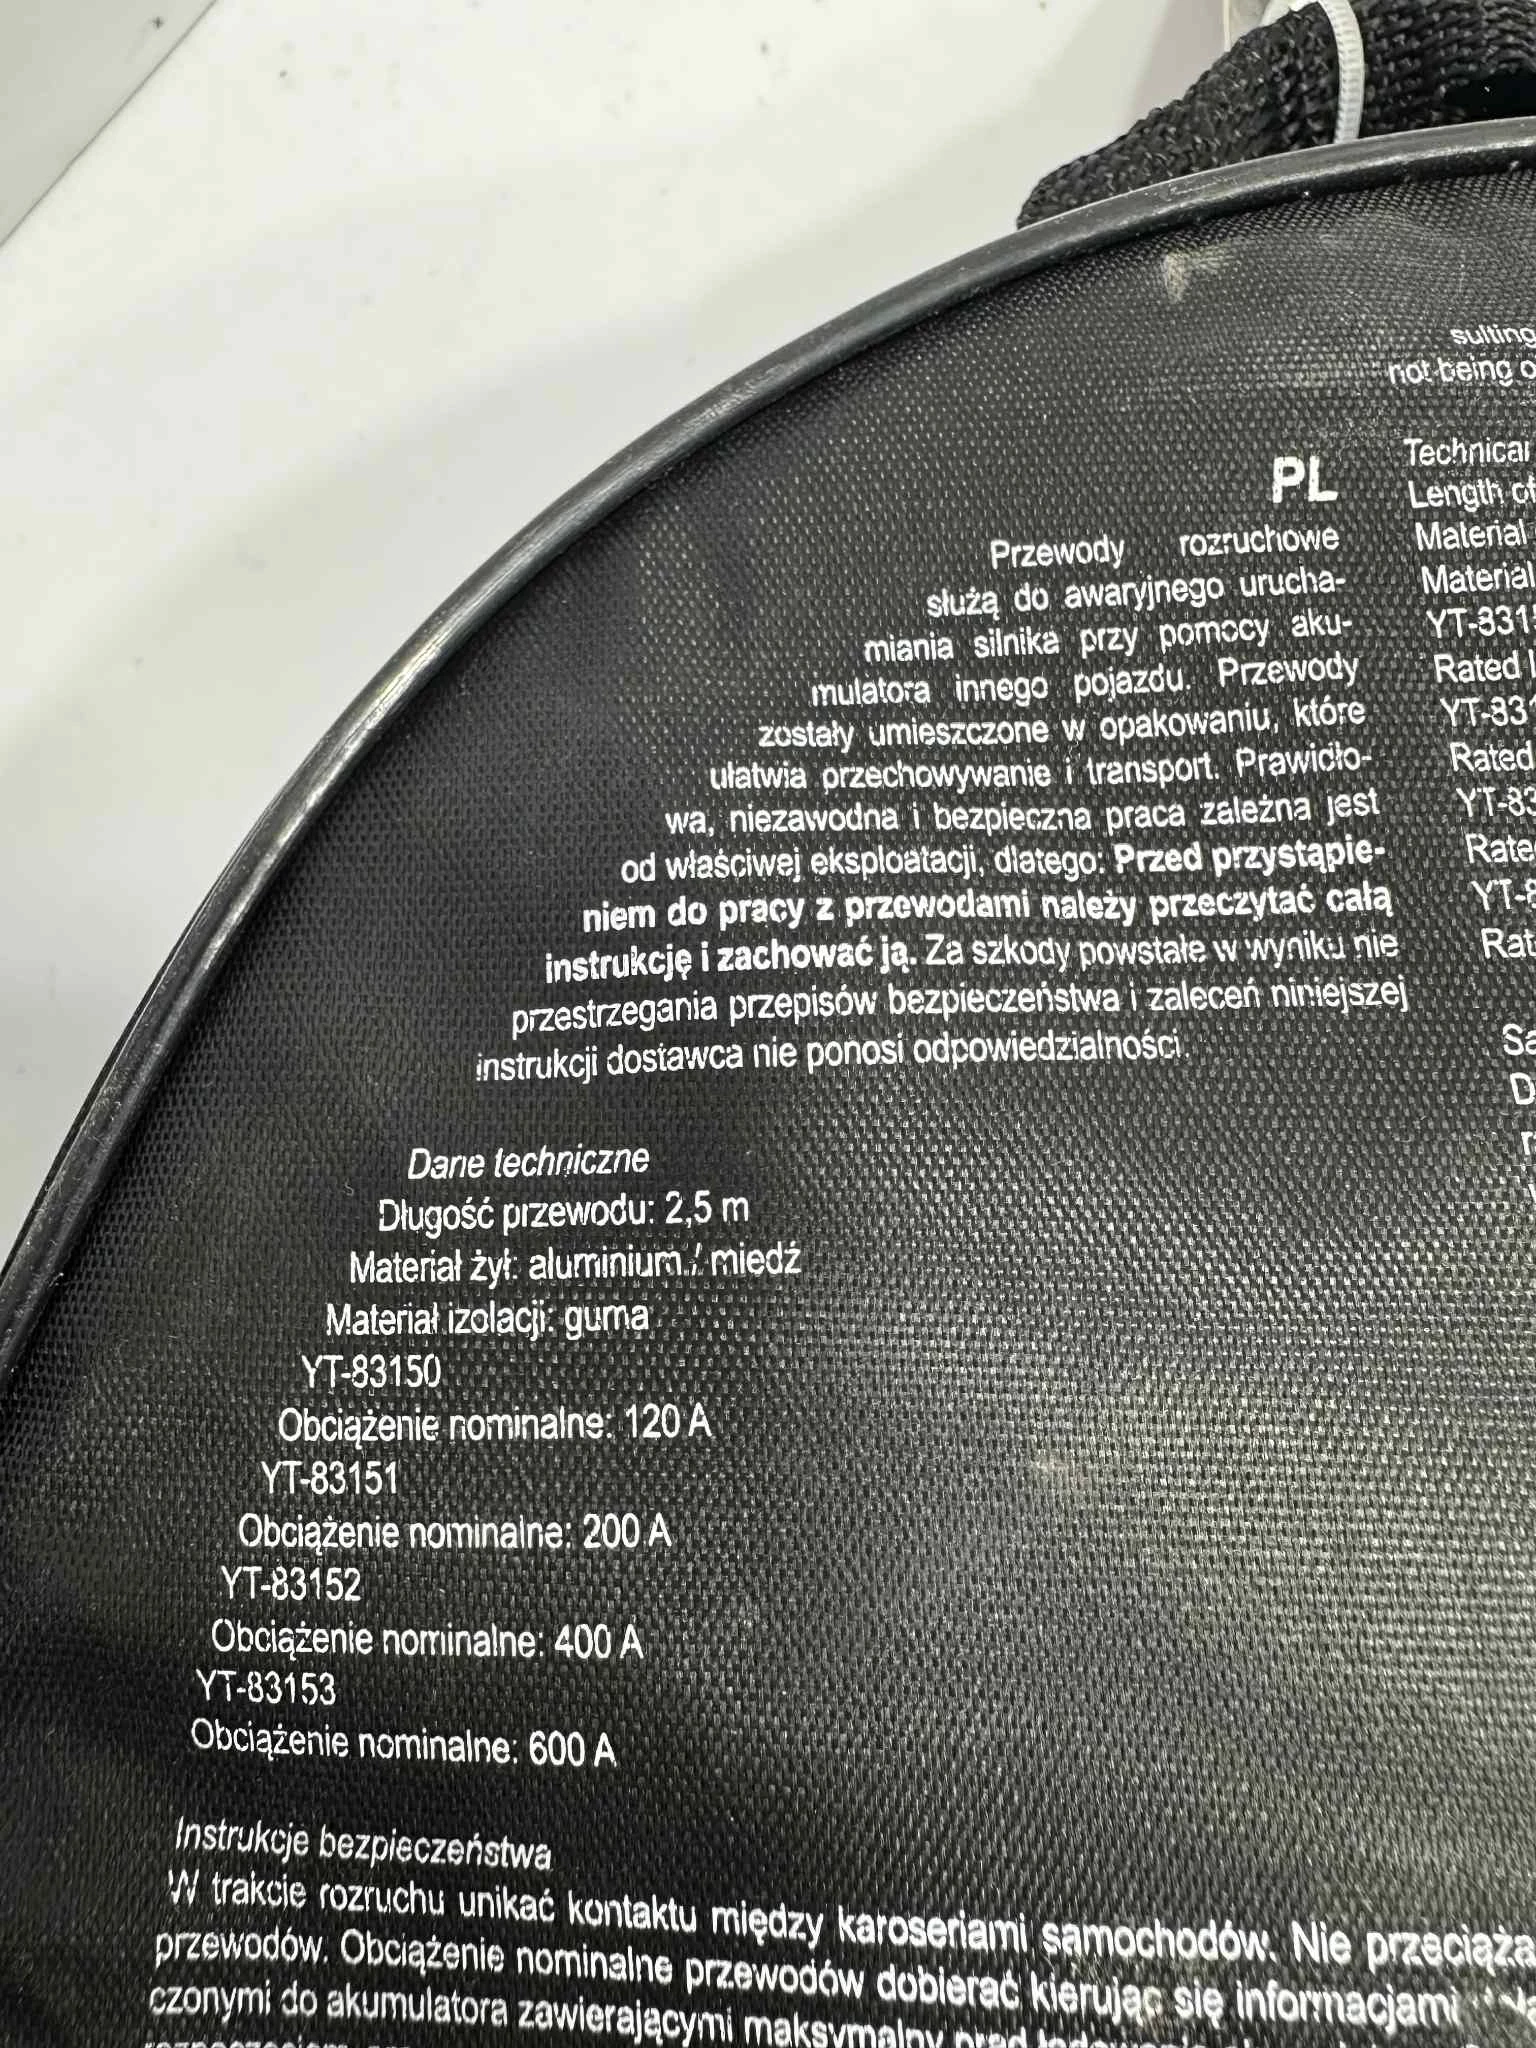 PL
Przewody rozruchowe
służą do awaryjnego urucha-
miania silnika przy pomocy aku-
mulatora innego pojazdu. Przewody
zostały umieszczone w opakowaniu, które
ułatwia przechowywanie i transport. Prawidło-
wa, niezawodna i bezpieczna praca zależna jest
od właściwej eksploatacji, dlatego: Przed przystąpie-
niem do pracy z przewodami należy przeczytać całą
instrukcję i zachować ją. Za szkody powstałe w wyniku nie
przestrzegania przepisów bezpieczeństwa i zaleceń niniejszej
instrukcji dostawca nie ponosi odpowiedzialności.
Dane techniczne
Długość przewodu: 2,5 m
Materiał żył: aluminium / miedź
Materiał izolacji: guma
YT-83150
Obciążenie nominalne: 120 A
YT-83151
Obciążenie nominalne: 200 A
YT-83152
Obciążenie nominalne: 400 A
YT-83153
Obciążenie nominalne: 600 A
Instrukcje bezpieczeństwa
W trakcie rozruchu unikać kontaktu między karoseriami samochodów. Nie
przewodów. Obciążenie nominalne przewodów dobierać kierując się informacjami
czonymi do akumulatora zawierającymi maksymalny prąd
not being
Technical
Length of
Material
Material
Rated
Rated